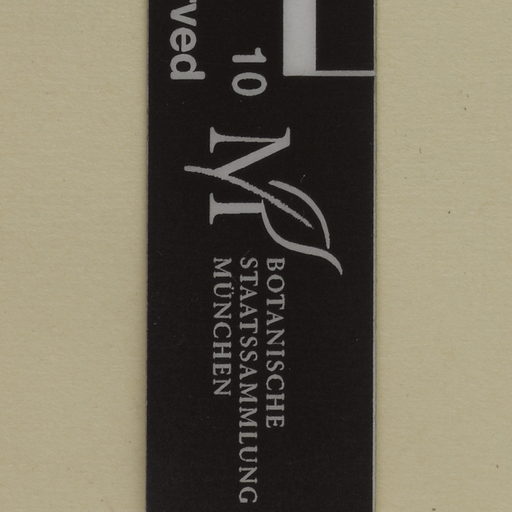 rved
10
M
BOTANISCHE
STAATSSAMMLUNG
MÜNCHEN